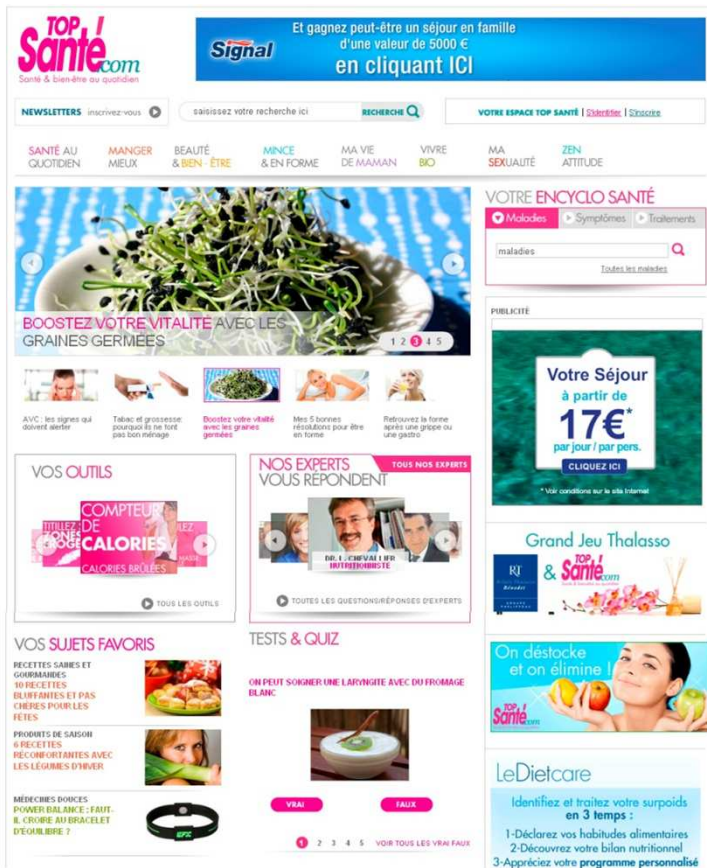 TOP
Santé.com
Santé & bien-être au quotidien
Signal
Et gagnez peut-être un séjour en famille
d'une valeur de 5000 €
en cliquant ICI
NEWSLETTERS inscrivez-vous
saisissez votre recherche ici
RECHERCHE
VOTRE ESPACE TOP SANTÉ | S'identifier | S'inscrire
SANTÉ AU
QUOTIDIEN
MANGER
MIEUX
BEAUTÉ
& BIEN - ÊTRE
MINCE
& EN FORME
MA VIE
DE MAMAN
VIVRE
BIO
MA
SEXUALITÉ
ZEN
ATTITUDE
BOOSTEZ VOTRE VITALITÉ AVEC LES
GRAINES GERMÉES
1 2 3 4 5
AVC : les signes qui
doivent alerter
Tabac et grossesse:
pourquoi ils ne font
pas bon ménage
Boostez votre vitalité
avec les graines
germées
Mes 5 bonnes
résolutions pour être
en forme
Retrouvez la forme
après une grippe ou
une gastro
VOTRE ENCYCLO SANTÉ
Maladies
Symptômes
Traitements
maladies
Toutes les maladies
PUBLICITÉ
Votre Séjour
à partir de
17€*
par jour / par pers.
CLIQUEZ ICI
* Voir conditions sur le site Internet
VOS OUTILS
COMPTEUR
DE
CALORIES
CALORIES BRÛLÉES
TOUS LES OUTILS
NOS EXPERTS
VOUS RÉPONDENT
TOUS NOS EXPERTS
DR. L. CHEVALLIER
NUTRITIONNISTE
TOUTES LES QUESTIONS/RÉPONSES D'EXPERTS
Grand Jeu Thalasso
&
TOP
Santé.com
On déstocke
et on élimine !
TOP
Santé.com
VOS SUJETS FAVORIS
RECETTES SAINES ET
GOURMANDES
10 RECETTES
BLUFFANTES ET PAS
CHÈRES POUR LES
FÊTES
PRODUITS DE SAISON
6 RECETTES
RÉCONFORTANTES AVEC
LES LÉGUMES D'HIVER
MÉDECINES DOUCES
POWER BALANCE : FAUT-
IL CROIRE AU BRACELET
D'ÉQUILIBRE ?
EFX
TESTS & QUIZ
ON PEUT SOIGNER UNE LARYNGITE AVEC DU FROMAGE
BLANC
VRAI
FAUX
1 2 3 4 5 VOIR TOUS LES VRAI FAUX
LeDietcare
Identifiez et traitez votre surpoids
en 3 temps :
1-Déclarez vos habitudes alimentaires
2-Découvrez votre bilan nutritionnel
3-Appréciez votre programme personnalisé